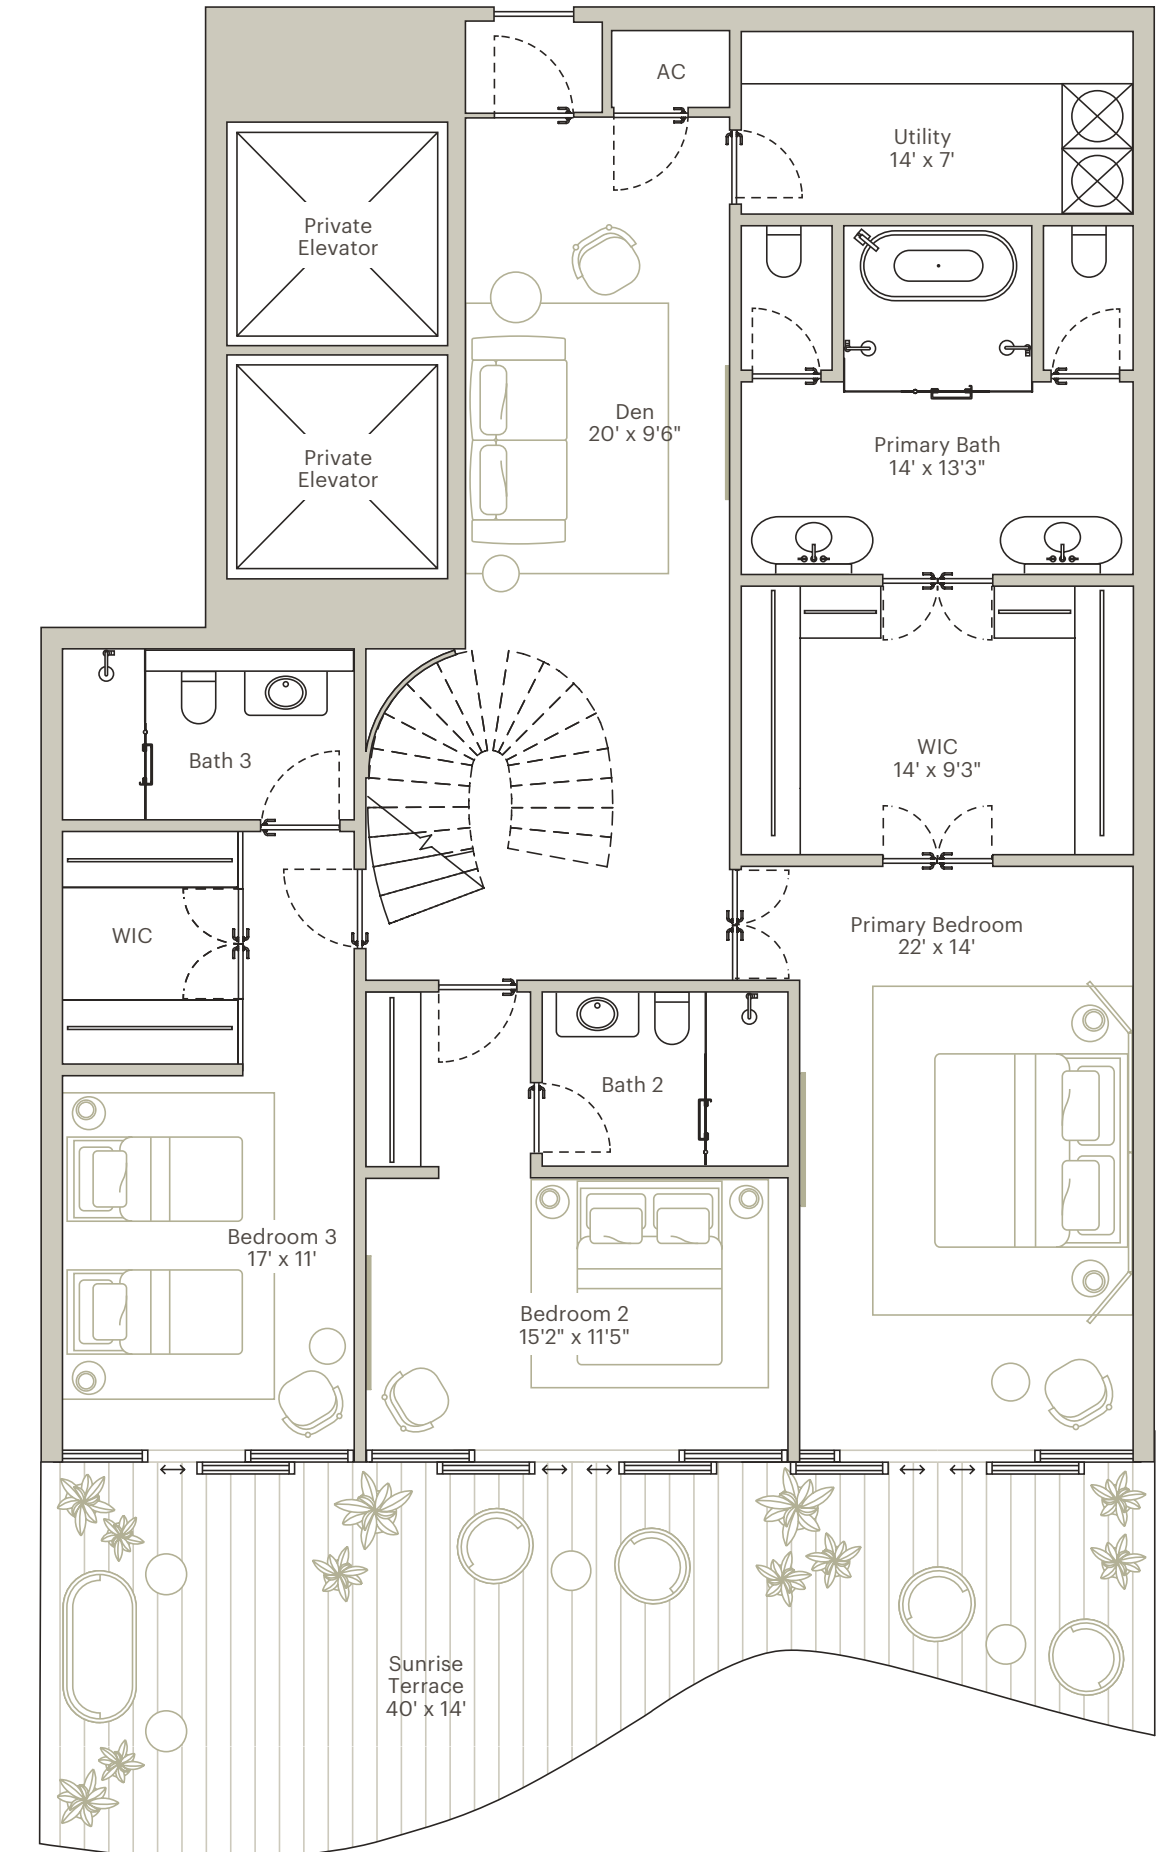 AC
Utility
14' x 7'
Private
Elevator
Private
Elevator
Den
20' x 9'6"
Primary Bath
14' x 13'3"
Bath 3
WIC
14' x 9'3"
WIC
Primary Bedroom
22' x 14'
Bath 2
Bedroom 3
17' x 11'
Bedroom 2
15'2" x 11'5"
Sunrise
Terrace
40' x 14'